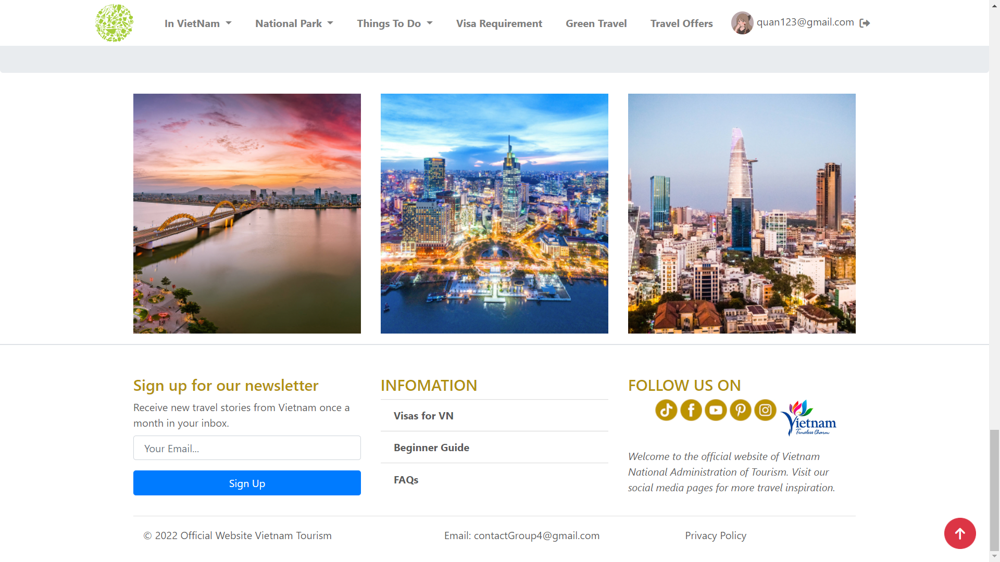 In VietNam
National Park
Things To Do
Visa Requirement
Green Travel
Travel Offers
quan123@gmail.com
Sign up for our newsletter
Receive new travel stories from Vietnam once a
month in your inbox.
Your Email...
Sign Up
INFOMATION
Visas for VN
Beginner Guide
FAQs
FOLLOW US ON
Vietnam
Timeless Charm
Welcome to the official website of Vietnam
National Administration of Tourism. Visit our
social media pages for more travel inspiration.
© 2022 Official Website Vietnam Tourism
Email: contactGroup4@gmail.com
Privacy Policy